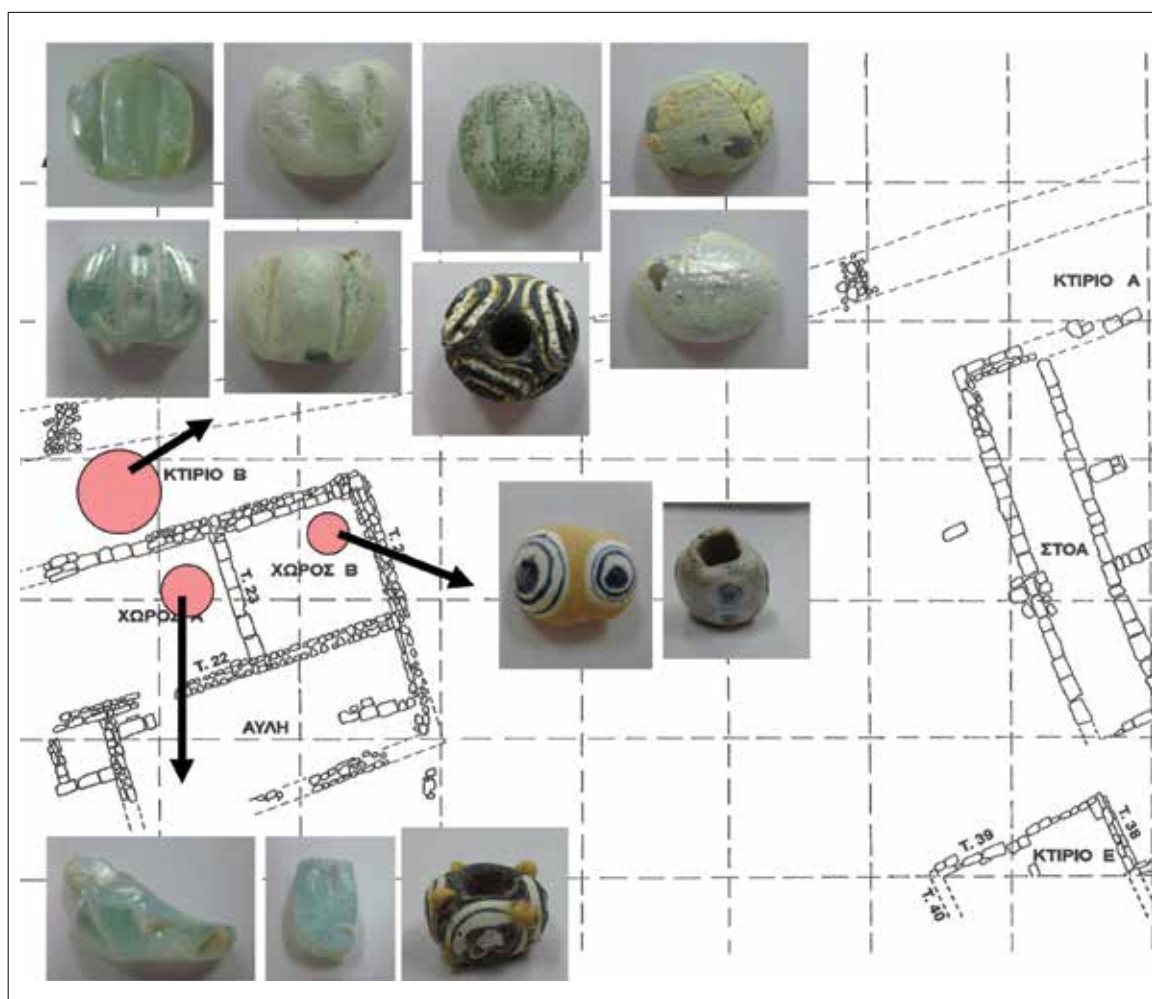 ΚΤΙΡΙΟ Α
ΚΤΙΡΙΟ Β
ΣΤΟΑ
ΧΩΡΟΣ Β
Τ. 23
ΧΩΡΟΣ Α
Τ. 22
ΑΥΛΗ
Τ. 39
Τ. 38
ΚΤΙΡΙΟ Ε
Τ. 40